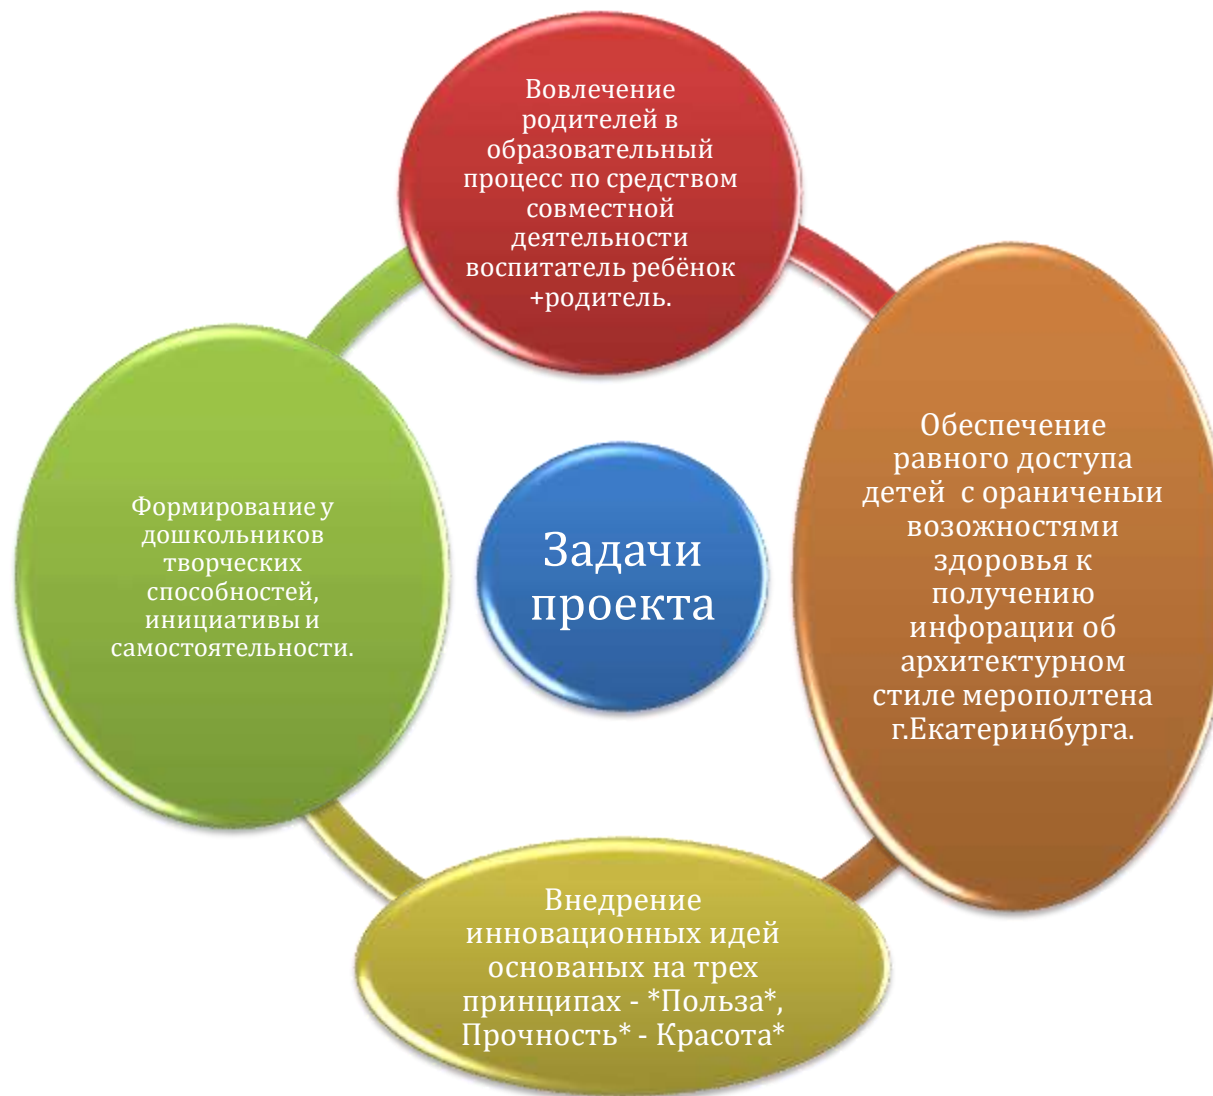 Вовлечение
родителей в
образовательный
процесс по средством
совместной
деятельности
воспитатель ребёнок
+родитель.
Обеспечение
равного доступа
детей с ораниченыи
возожностями
здоровья к
получению
инфорации об
архитектурном
стиле мерополтена
г.Екатеринбурга.
Внедрение
инновационных идей
основаных на трех
принципах - *Польза*,
Прочность* - Красота*
Формирование у
дошкольников
творческих
способностей,
инициативы и
самостоятельности.
Задачи
проекта